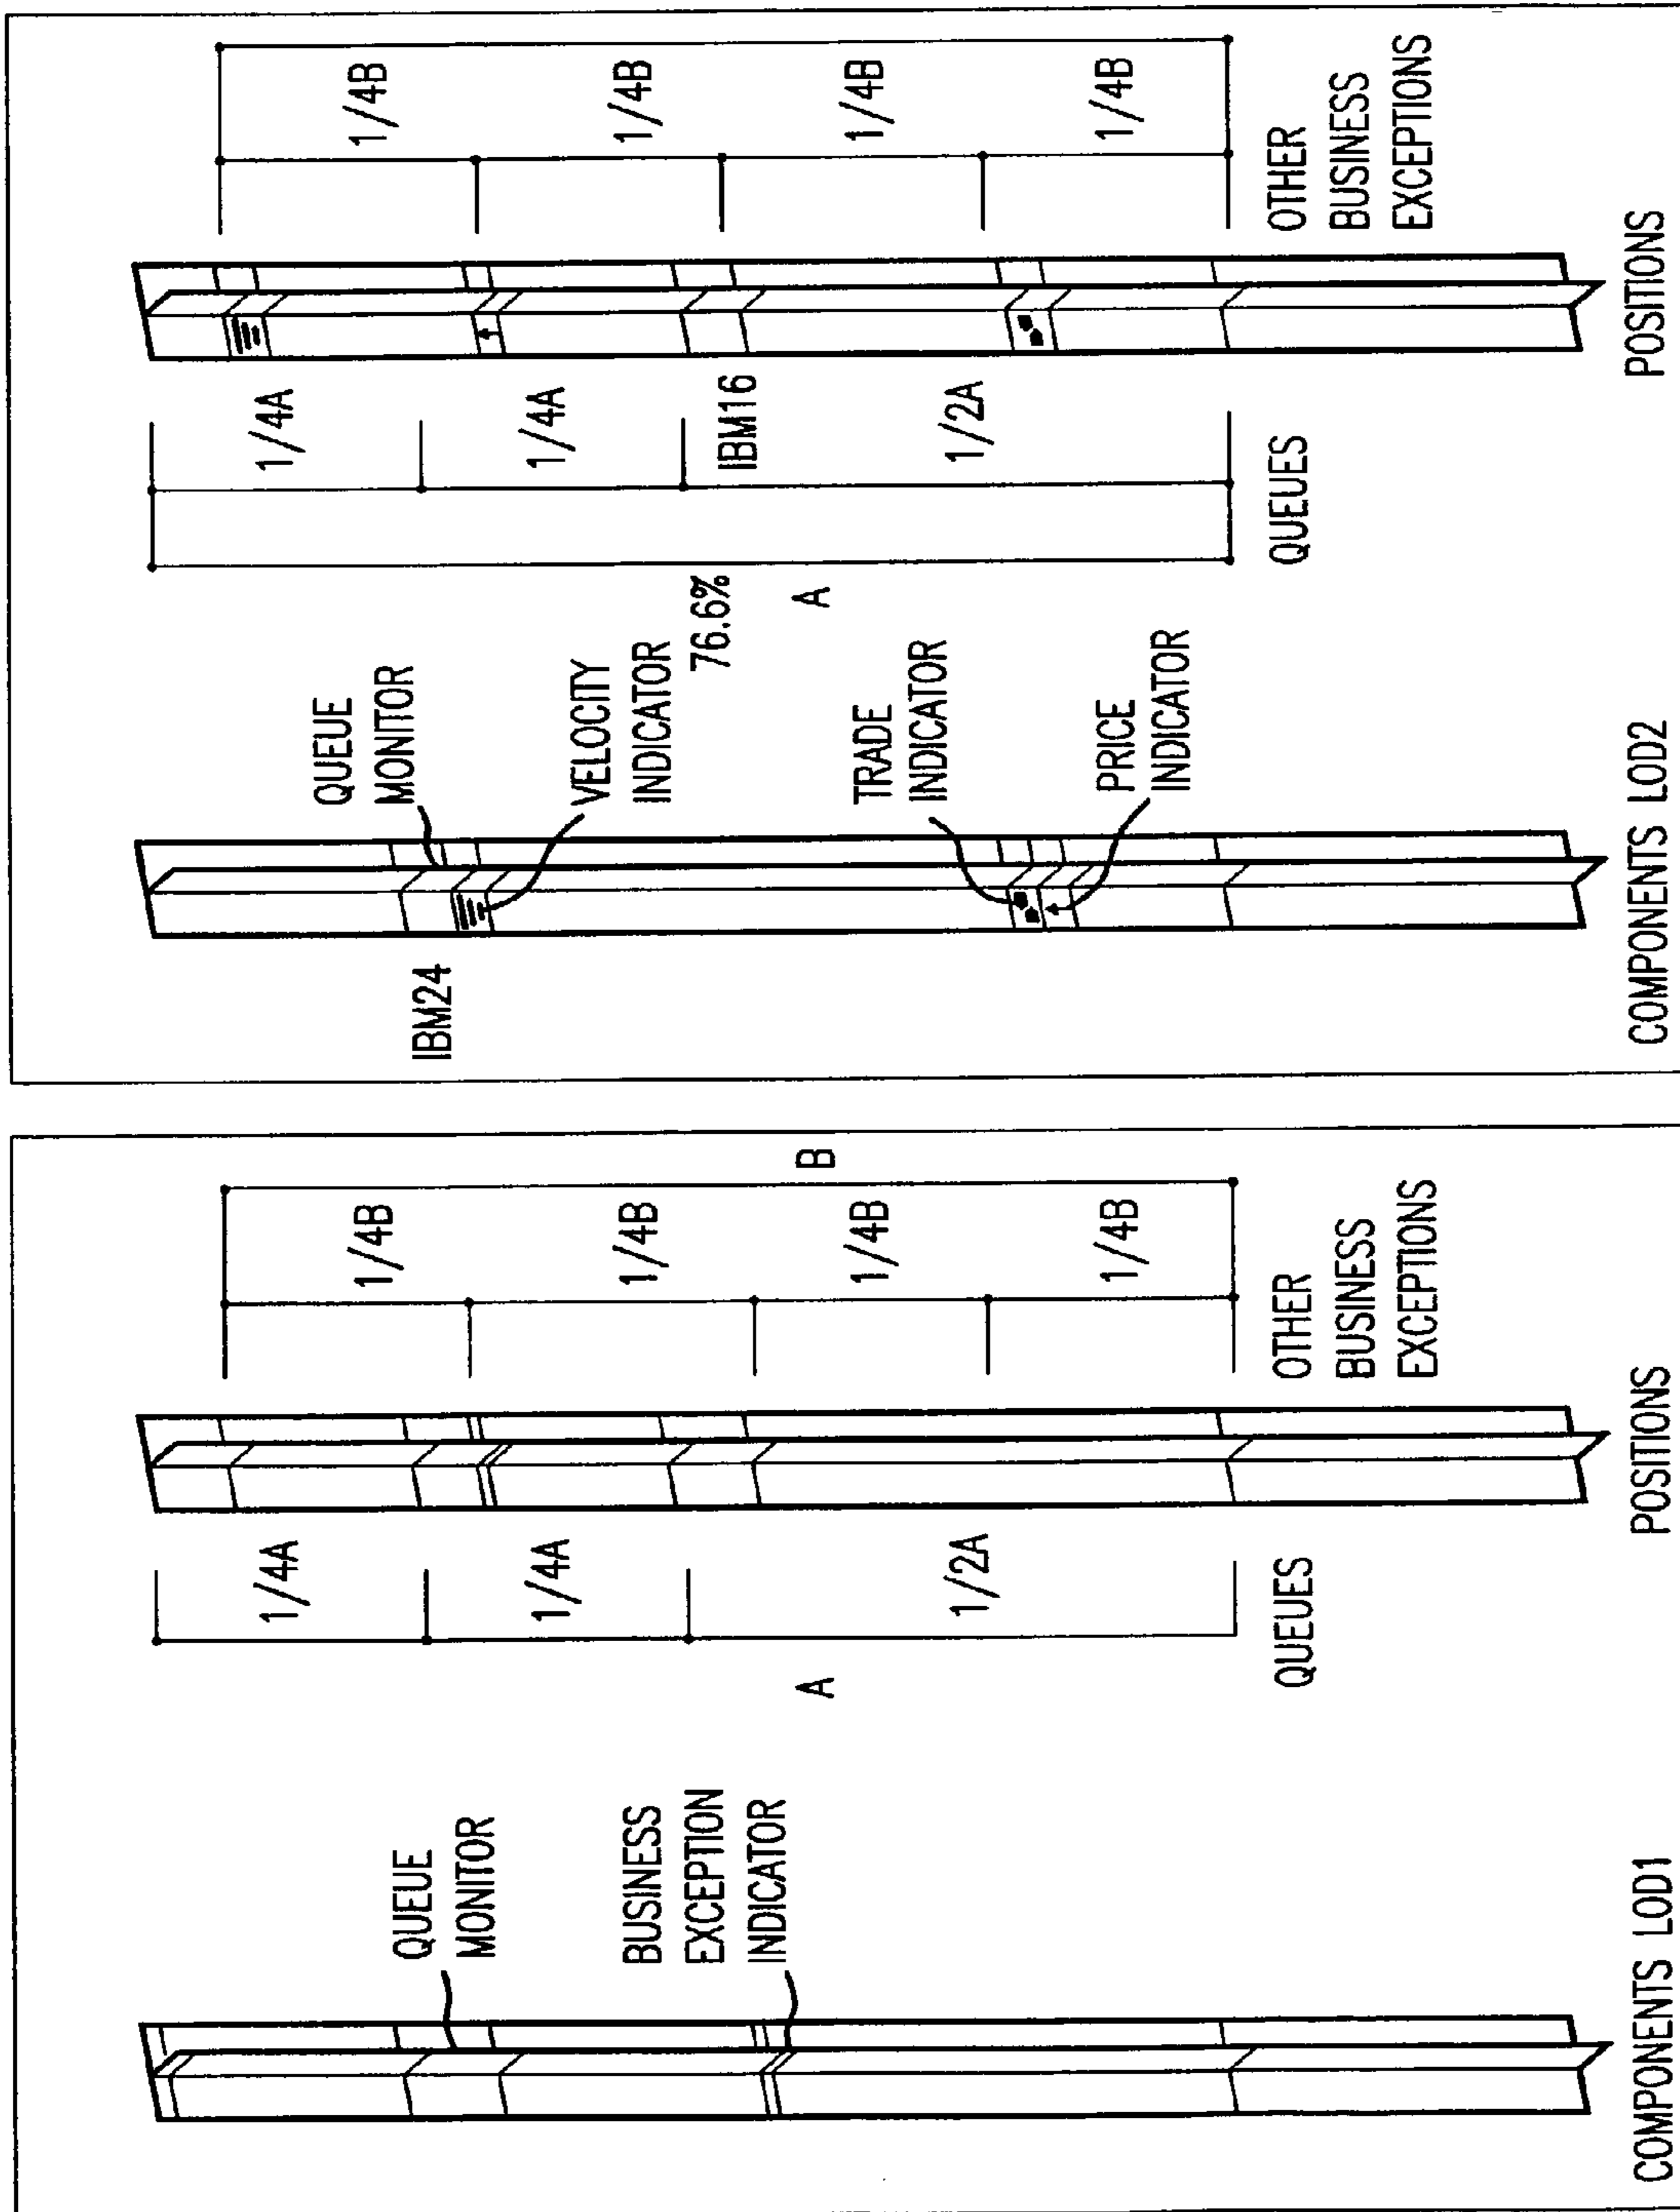 QUEUE
MONITOR
BUSINESS
EXCEPTION
INDICATOR
COMPONENTS LOD1
A
1/4A
1/4A
1/2A
QUEUES
POSITIONS
1/4B
1/4B
1/4B
1/4B
B
OTHER
BUSINESS
EXCEPTIONS
IBM24
QUEUE
MONITOR
VELOCITY
INDICATOR
76.6%
TRADE
INDICATOR
PRICE
INDICATOR
COMPONENTS LOD2
A
1/4A
1/4A
IBM16
1/2A
QUEUES
POSITIONS
1/4B
1/4B
1/4B
1/4B
OTHER
BUSINESS
EXCEPTIONS